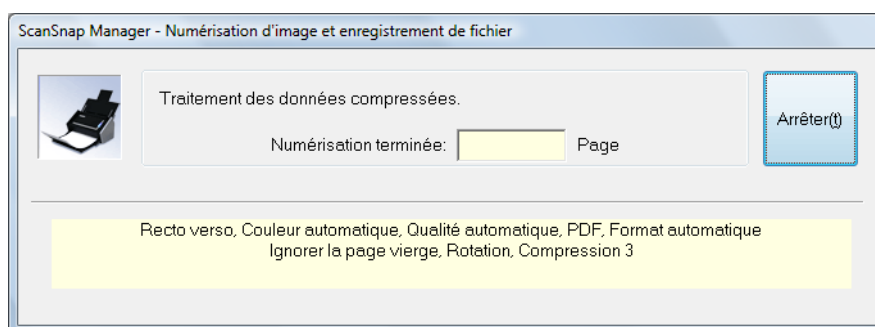 ScanSnap Manager - Numérisation d'image et enregistrement de fichier
Traitement des données compressées.
Numérisation terminée: Page
Arrêter(t)
Recto verso, Couleur automatique, Qualité automatique, PDF, Format automatique
Ignorer la page vierge, Rotation, Compression 3